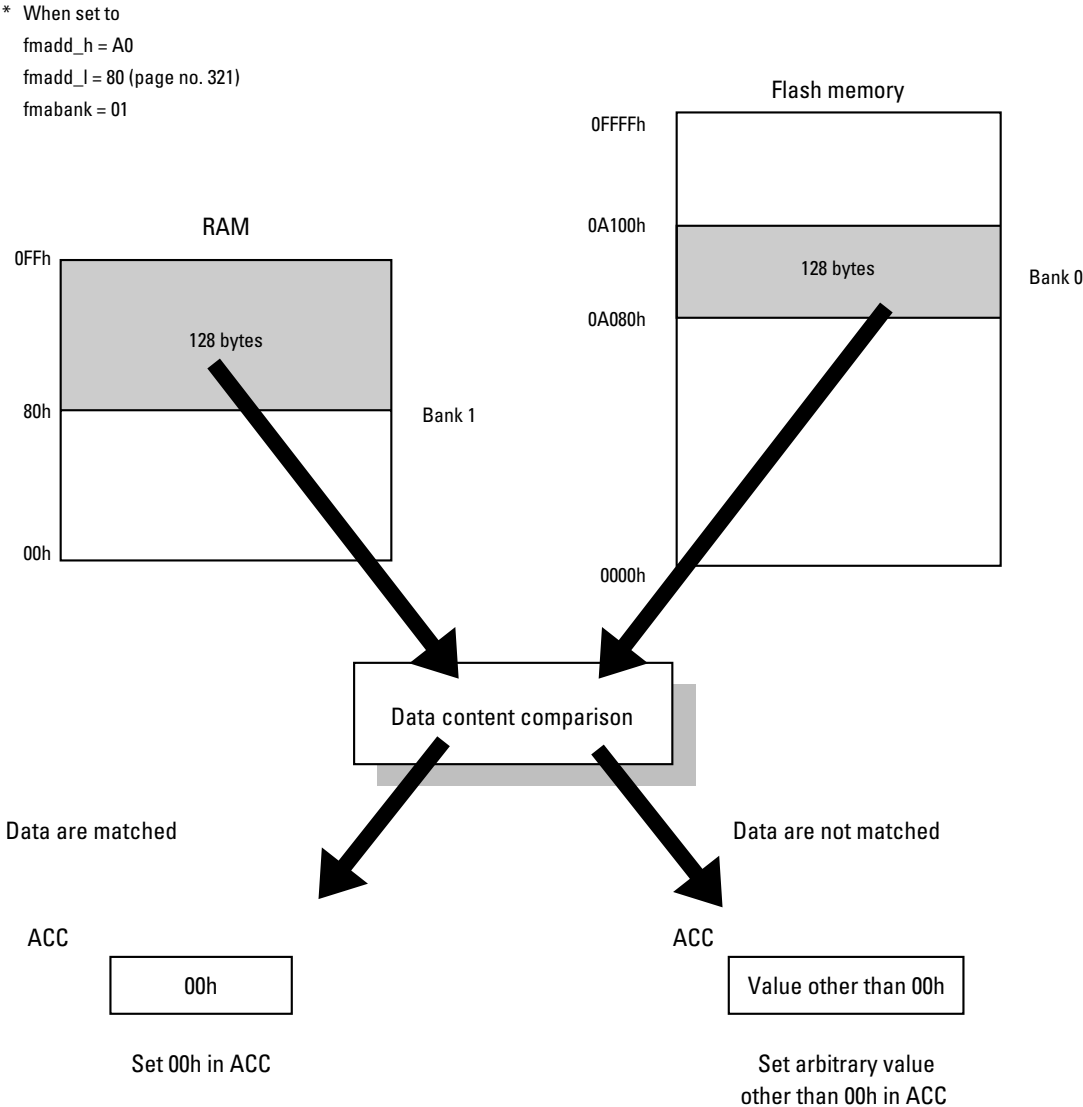 * When set to
fmadd_h = A0
fmadd_l = 80 (page no. 321)
fmabank = 01
Flash memory
0FFFFh
0A100h
128 bytes
Bank 0
0A080h
0000h
RAM
0FFh
128 bytes
80h
Bank 1
00h
Data content comparison
Data are matched
Data are not matched
ACC
00h
Set 00h in ACC
ACC
Value other than 00h
Set arbitrary value
other than 00h in ACC